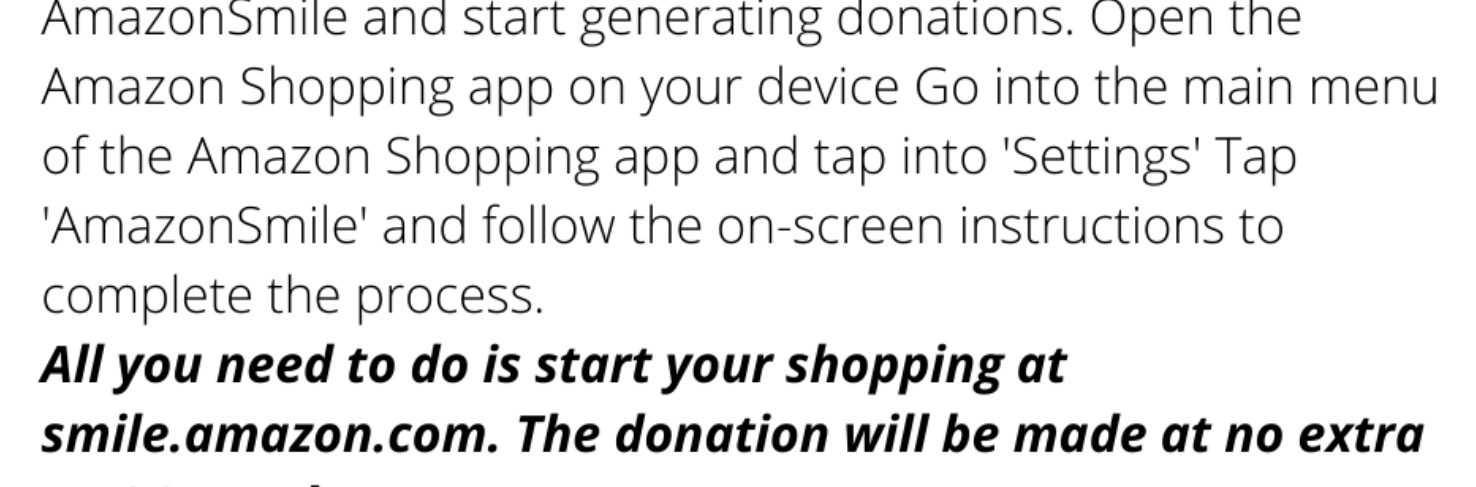 AmazonSmile and start generating donations. Open the
Amazon Shopping app on your device Go into the main menu
of the Amazon Shopping app and tap into 'Settings' Tap
'AmazonSmile' and follow the on-screen instructions to
complete the process.
All you need to do is start your shopping at
smile.amazon.com. The donation will be made at no extra